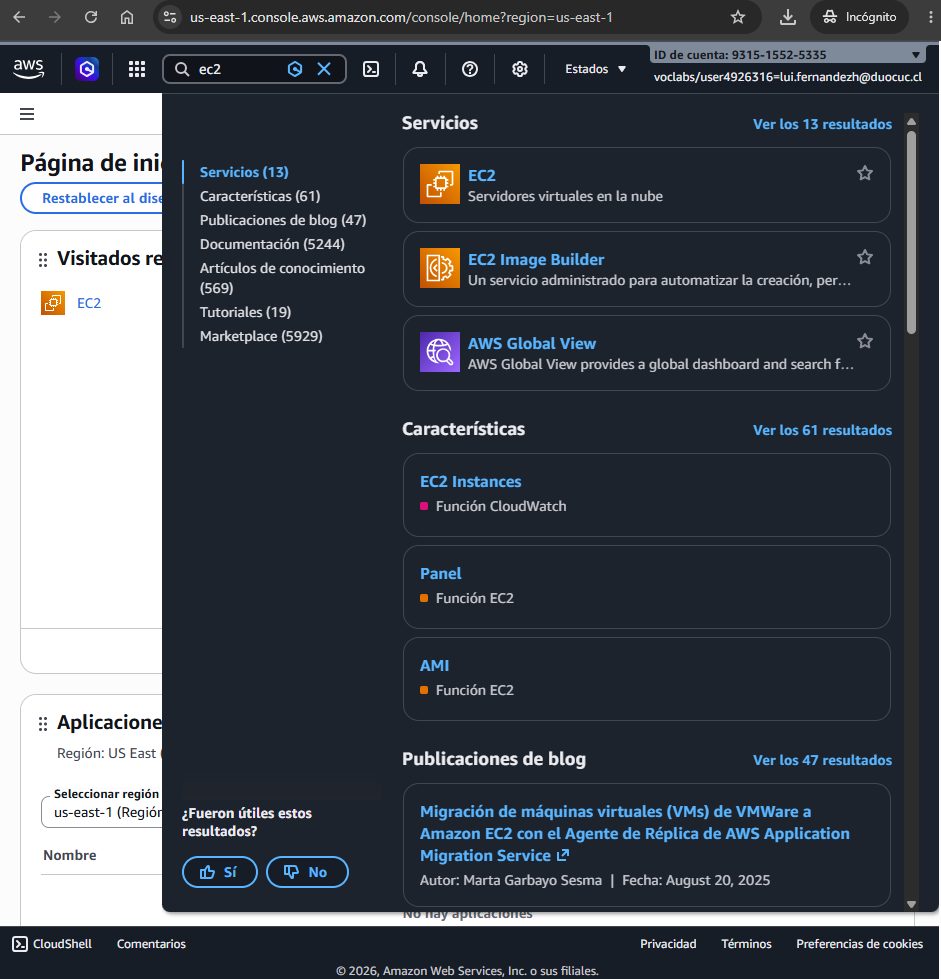 us-east-1.console.aws.amazon.com/console/home?region=us-east-1
Incógnito
aws
ec2
Estados
ID de cuenta: 9315-1552-5335
voclabs/user4926316=lui.fernandezh@duocuc.cl
Página de ini
Restablecer al dise
Visitados re
EC2
Servicios (13)
Características (61)
Publicaciones de blog (47)
Documentación (5244)
Artículos de conocimiento
(569)
Tutoriales (19)
Marketplace (5929)
Servicios
Ver los 13 resultados
EC2
Servidores virtuales en la nube
EC2 Image Builder
Un servicio administrado para automatizar la creación, per…
AWS Global View
AWS Global View provides a global dashboard and search f…
Características
Ver los 61 resultados
EC2 Instances
Función CloudWatch
Panel
Función EC2
AMI
Función EC2
Publicaciones de blog
Ver los 47 resultados
Migración de máquinas virtuales (VMs) de VMWare a
Amazon EC2 con el Agente de Réplica de AWS Application
Migration Service
Autor: Marta Garbayo Sesma | Fecha: August 20, 2025
Aplicacione
Región: US East (
Seleccionar región
us-east-1 (Región
Nombre
¿Fueron útiles estos
resultados?
Sí
No
No hay aplicaciones
CloudShell
Comentarios
Privacidad
Términos
Preferencias de cookies
© 2026, Amazon Web Services, Inc. o sus filiales.